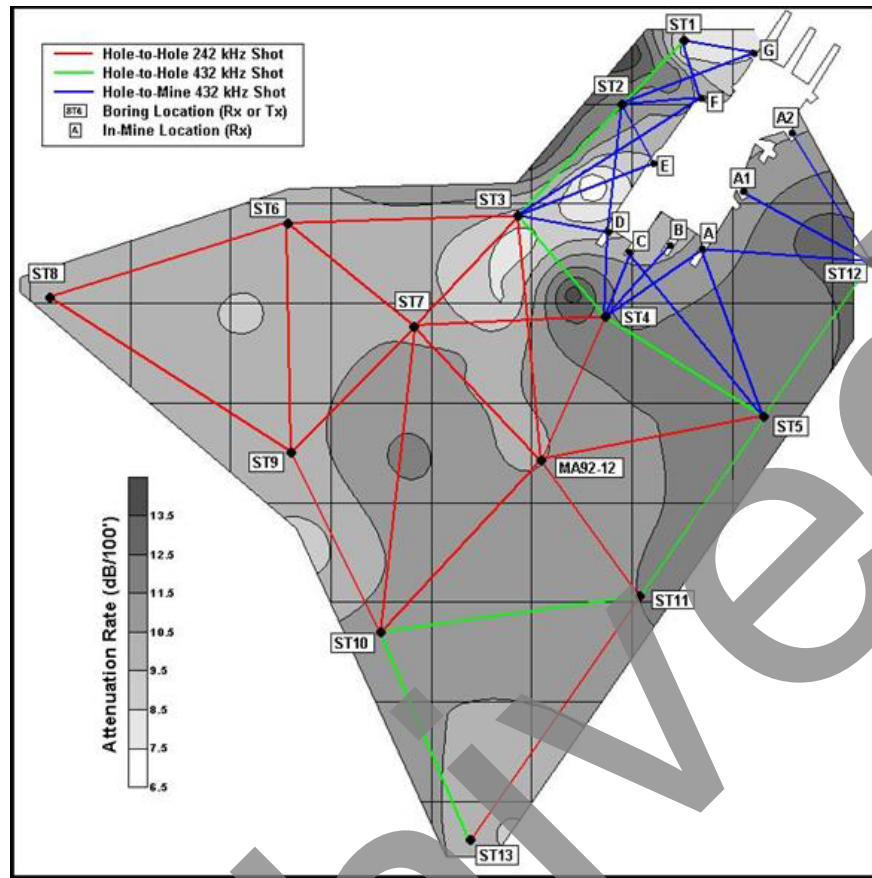 Hole-to-Hole 242 kHz Shot
Hole-to-Hole 432 kHz Shot
Hole-to-Mine 432 kHz Shot
ST6 Boring Location (Rx or Tx)
A In-Mine Location (Rx)
ST1
G
ST2
F
A2
E
A1
ST3
ST6
D
C
B
A
ST12
ST8
ST7
ST4
ST5
ST9
MA92-12
Attenuation Rate (dB/100')
13.5
12.5
11.5
10.5
9.5
8.5
7.5
6.5
ST11
ST10
ST13